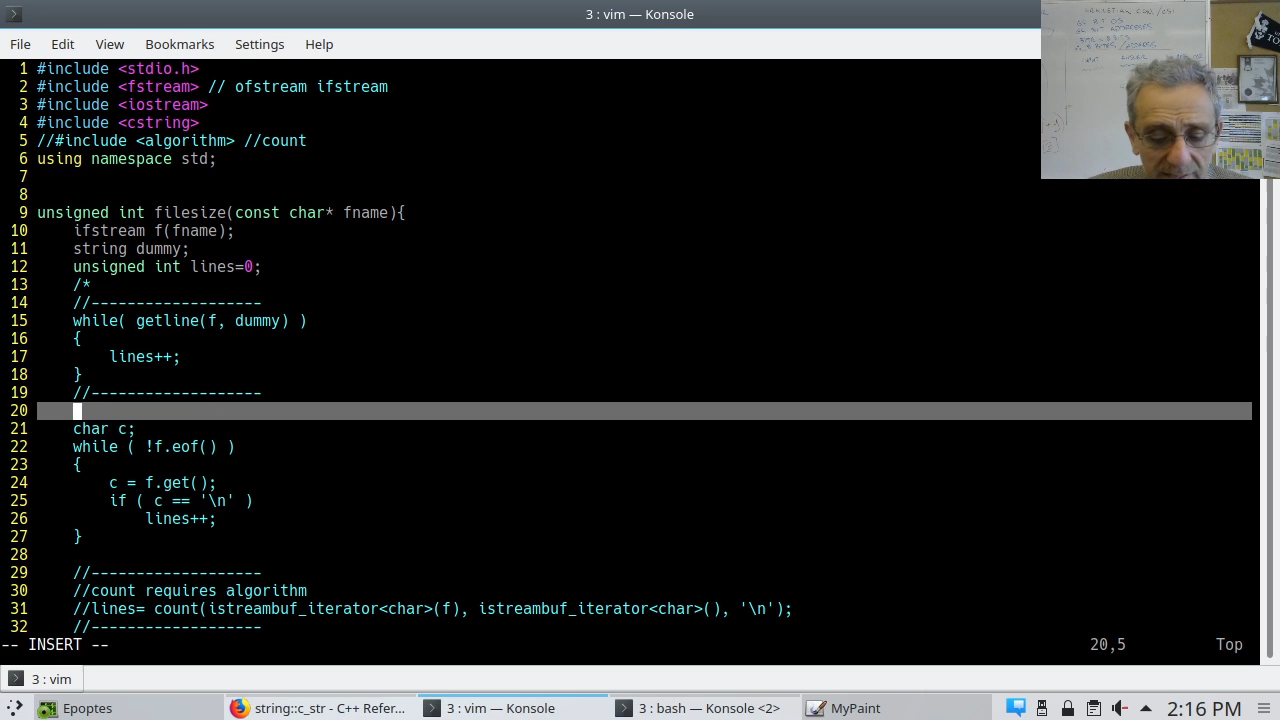 3 : vim — Konsole
File Edit View Bookmarks Settings Help
1 #include <stdio.h>
2 #include <fstream> // ofstream ifstream
3 #include <iostream>
4 #include <cstring>
5 //#include <algorithm> //count
6 using namespace std;
7
8
9 unsigned int filesize(const char* fname){
10 ifstream f(fname);
11 string dummy;
12 unsigned int lines=0;
13 /*
14 //-------------------
15 while( getline(f, dummy) )
16 {
17 lines++;
18 }
19 //-------------------
20
21 char c;
22 while ( !f.eof() )
23 {
24 c = f.get();
25 if ( c == '\n' )
26 lines++;
27 }
28
29 //-------------------
30 //count requires algorithm
31 //lines= count(istreambuf_iterator<char>(f), istreambuf_iterator<char>(), '\n');
32 //-------------------
-- INSERT -- 20,5 Top
3 : vim
Epoptes string::c_str - C++ Refer... 3 : vim — Konsole 3 : bash — Konsole <2> MyPaint 2:16 PM